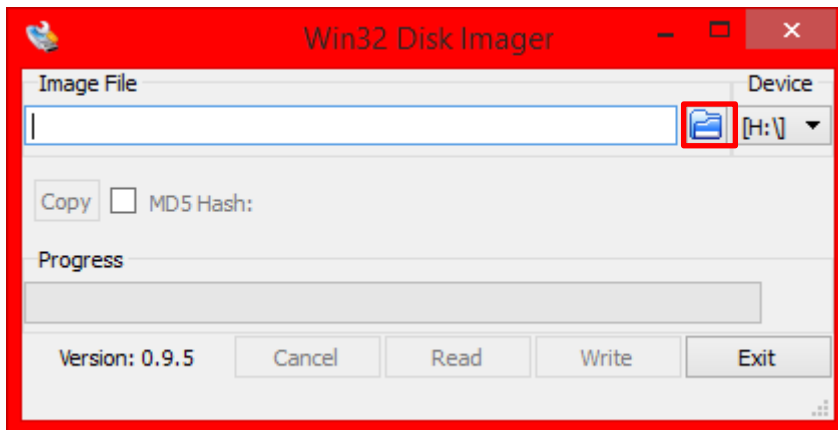 Win32 Disk Imager
Image File Device
[H:\]
Copy MD5 Hash:
Progress
Version: 0.9.5 Cancel Read Write Exit